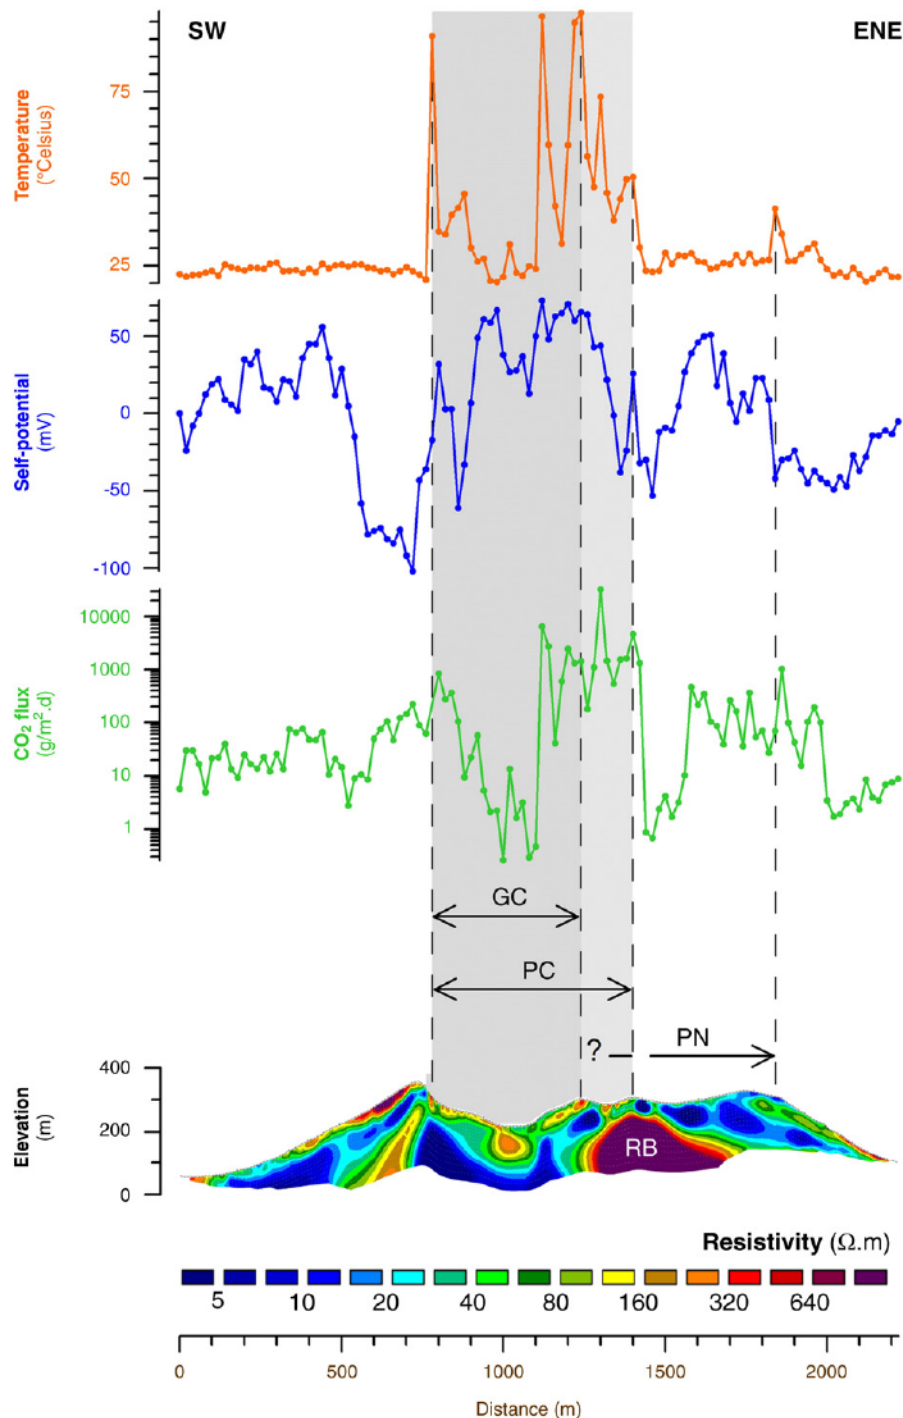 SW
ENE
Temperature
(°Celsius)
75
50
25
Self-potential
(mV)
50
0
-50
-100
CO₂ flux
(g/m².d)
10000
1000
100
10
1
GC
PC
? PN
Elevation
(m)
400
200
0
RB
Resistivity (Ω.m)
5 10 20 40 80 160 320 640
0 500 1000 1500 2000
Distance (m)